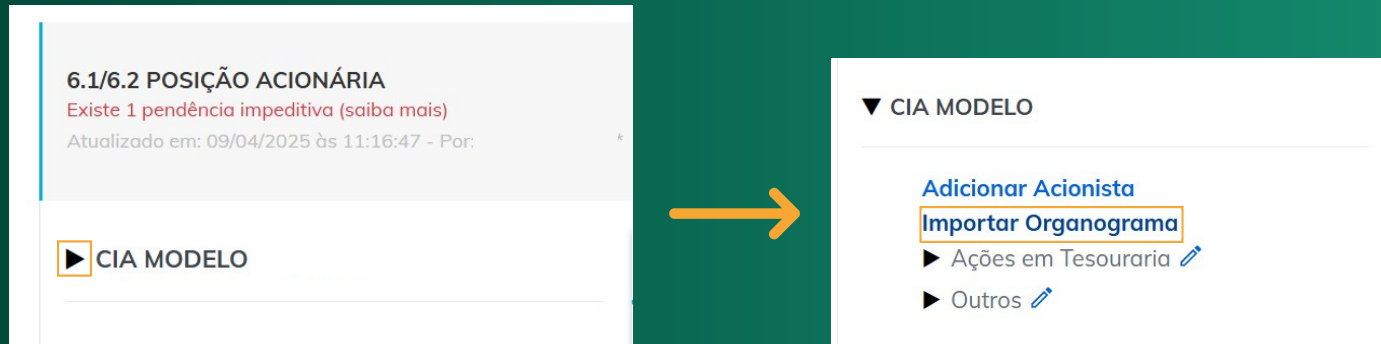 6.1/6.2 POSIÇÃO ACIONÁRIA
Existe 1 pendência impeditiva (saiba mais)
Atualizado em: 09/04/2025 às 11:16:47 - Por: *
▶ CIA MODELO
▼ CIA MODELO
Adicionar Acionista
Importar Organograma
▶ Ações em Tesouraria
▶ Outros